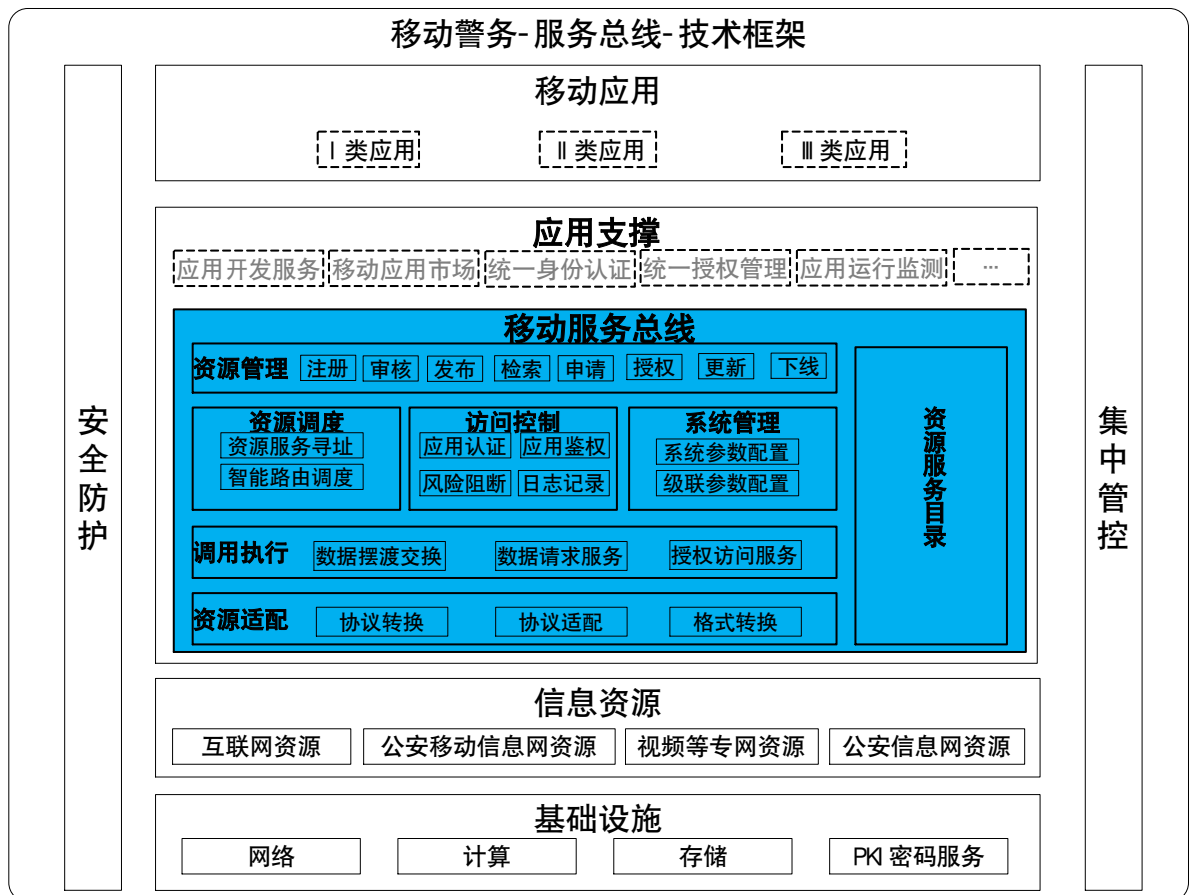 移动警务-服务总线-技术框架
安全防护
移动应用
Ⅰ类应用 Ⅱ类应用 Ⅲ类应用
应用支撑
应用开发服务 移动应用市场 统一身份认证 统一授权管理 应用运行监测 ...
移动服务总线
资源管理 注册 审核 发布 检索 申请 授权 更新 下线
资源调度
资源服务寻址
智能路由调度
访问控制
应用认证 应用鉴权
风险阻断 日志记录
系统管理
系统参数配置
级联参数配置
调用执行 数据摆渡交换 数据请求服务 授权访问服务
资源适配 协议转换 协议适配 格式转换
资源服务目录
信息资源
互联网资源 公安移动信息网资源 视频等专网资源 公安信息网资源
基础设施
网络 计算 存储 PKI密码服务
集中管控